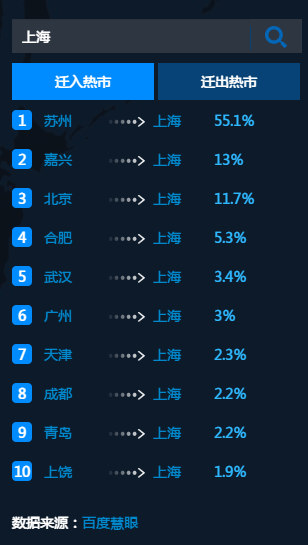 上海
迁入热市 迁出热市
1 苏州 上海 55.1%
2 嘉兴 上海 13%
3 北京 上海 11.7%
4 合肥 上海 5.3%
5 武汉 上海 3.4%
6 广州 上海 3%
7 天津 上海 2.3%
8 成都 上海 2.2%
9 青岛 上海 2.2%
10 上饶 上海 1.9%
数据来源：百度慧眼